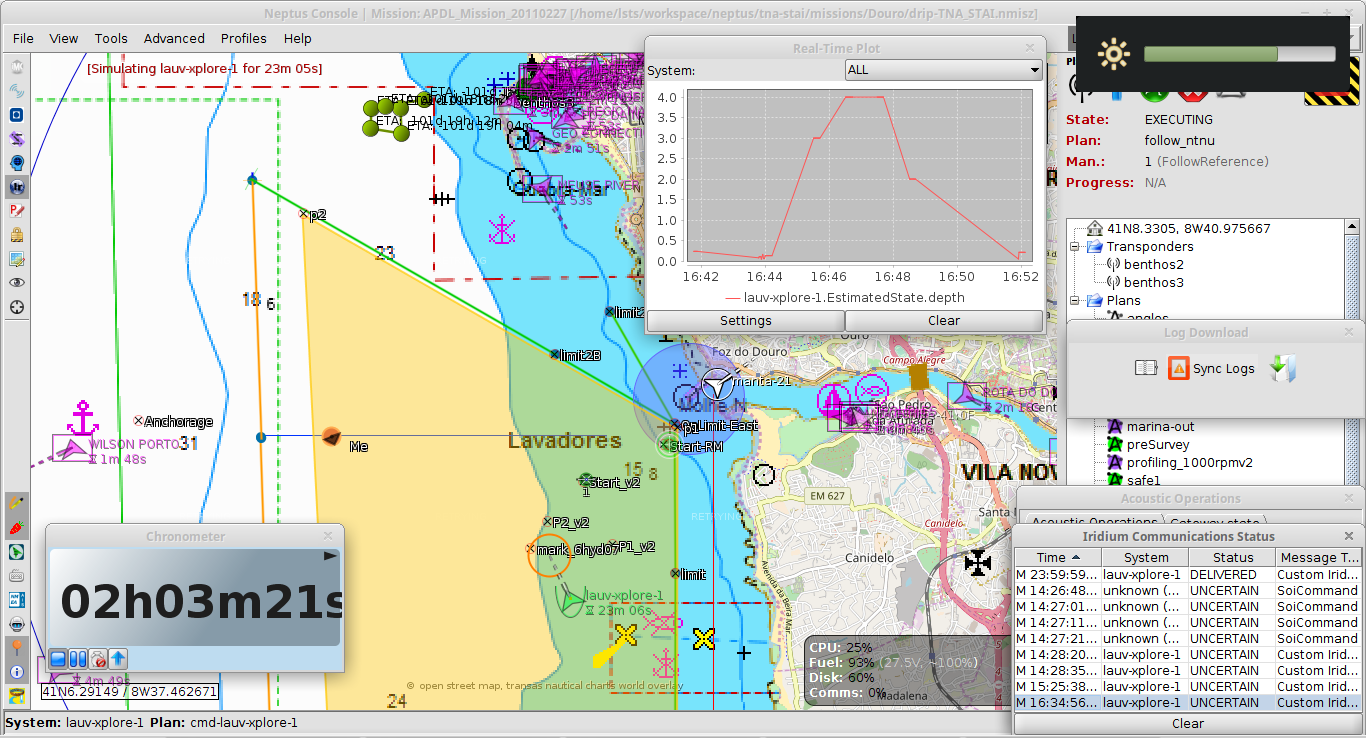 Neptus Console | Mission: APDL_Mission_20110227 [/home/lsts/workspace/neptus/tna-stai/missions/Douro/drip-TNA_STAI.nmisz]
File View Tools Advanced Profiles Help
[Simulating lauv-xplore-1 for 23m 05s]
Real-Time Plot
System: ALL
4.0
3.5
3.0
2.5
2.0
1.5
1.0
0.5
0.0
16:42 16:44 16:46 16:48 16:50 16:52
lauv-xplore-1.EstimatedState.depth
Settings Clear
State: EXECUTING
Plan: follow_ntnu
Man.: 1 (FollowReference)
Progress: N/A
41N8.3305, 8W40.975667
Transponders
benthos2
benthos3
Plans
angles
Log Download
Sync Logs
marina-out
preSurvey
profiling_1000rpmv2
safe1
Acoustic Operations
Acoustic Operations Gateway state
Iridium Communications Status
Time System Status Message T...
M 23:59:59... lauv-xplore-1 DELIVERED Custom Irid...
M 14:26:48... unknown (... UNCERTAIN SoiCommand
M 14:27:01... unknown (... UNCERTAIN SoiCommand
M 14:27:11... unknown (... UNCERTAIN SoiCommand
M 14:27:21... unknown (... UNCERTAIN SoiCommand
M 14:28:20... lauv-xplore-1 UNCERTAIN Custom Irid...
M 14:28:35... lauv-xplore-1 UNCERTAIN Custom Irid...
M 15:25:38... lauv-xplore-1 UNCERTAIN Custom Irid...
M 16:34:56... lauv-xplore-1 UNCERTAIN Custom Irid...
Clear
ETA: 101d 19h 12m
ETA: 101d 19h 04m
benthos3
GEO CONNECTI
2m 51s
MEUSE RIVER
53s
p2
23
18
6
limit2B
Foz do Douro
Ouro
Campo Alegre
marita-21
São Pedro
da Afurada
ROTA DO D
Anchorage
WILSON PORTO
1m 48s
31
Me
Lavadores
Limit-East
Start-RM
15
8
Start_v2
1
P2_v2
mark_6hyd07
P1_v2
limit
lauv-xplore-1
23m 06s
EM 627
VILA NOV
Canidelo
Canidelo
Santa
Avenida da Beira Mar
Madalena
24
4m 49s
CPU: 25%
Fuel: 93% (27.5V, ~100%)
Disk: 60%
Comms: 0%
Chronometer
02h03m21s
41N6.29149 / 8W37.462671
© open street map, transas nautical charts world overlay
System: lauv-xplore-1 Plan: cmd-lauv-xplore-1